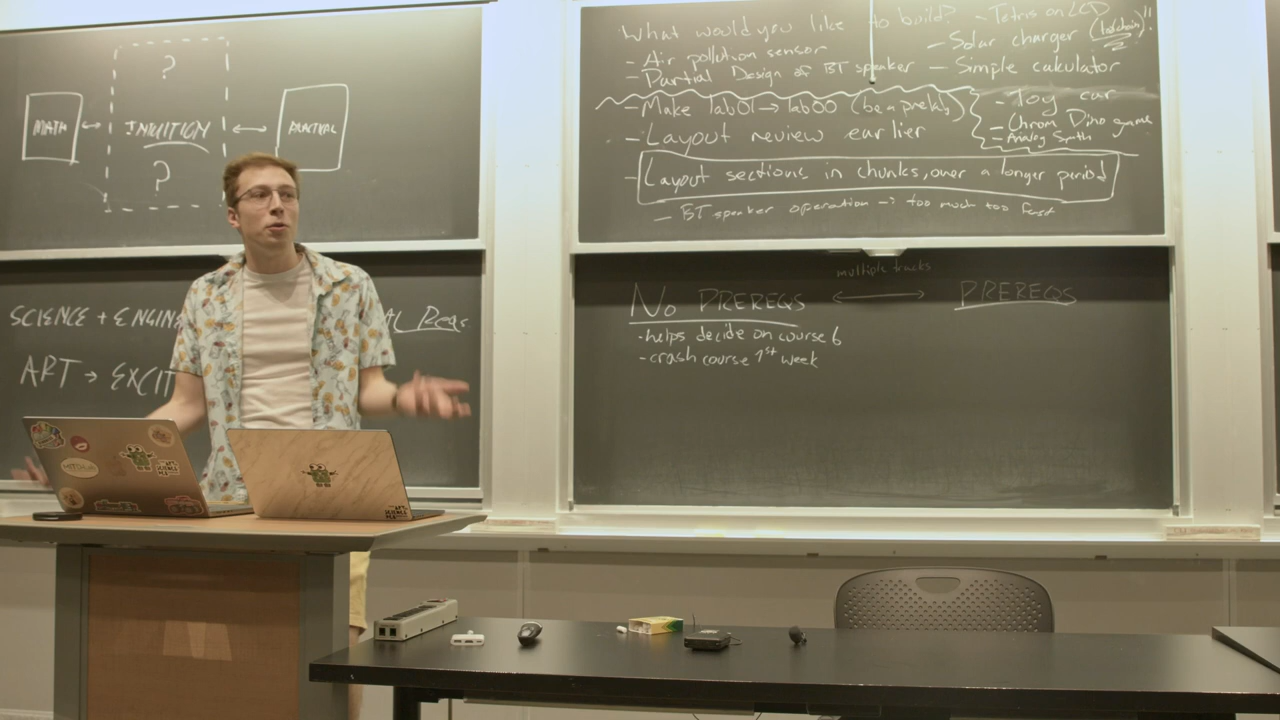 ?
MATH
INTUITION
PRACTICAL
?
SCIENCE + ENGINE
AL Reqs
ART → EXCIT
What would you like to build?
- Air pollution sensor
- Partial Design of BT speaker
- Tetris on LCD
- Solar charger
- Simple calculator
- Make lab01 → lab00 (be a prelab)
- Layout review earlier
- Toy car
- Chrom Dino game
- Analog Synth
- Layout sections in chunks, over a longer period
- BT speaker operation → too much too fast
multiple tracks
NO PREREQS
PREREQS
- helps decide on course 6
- crash course 1st week